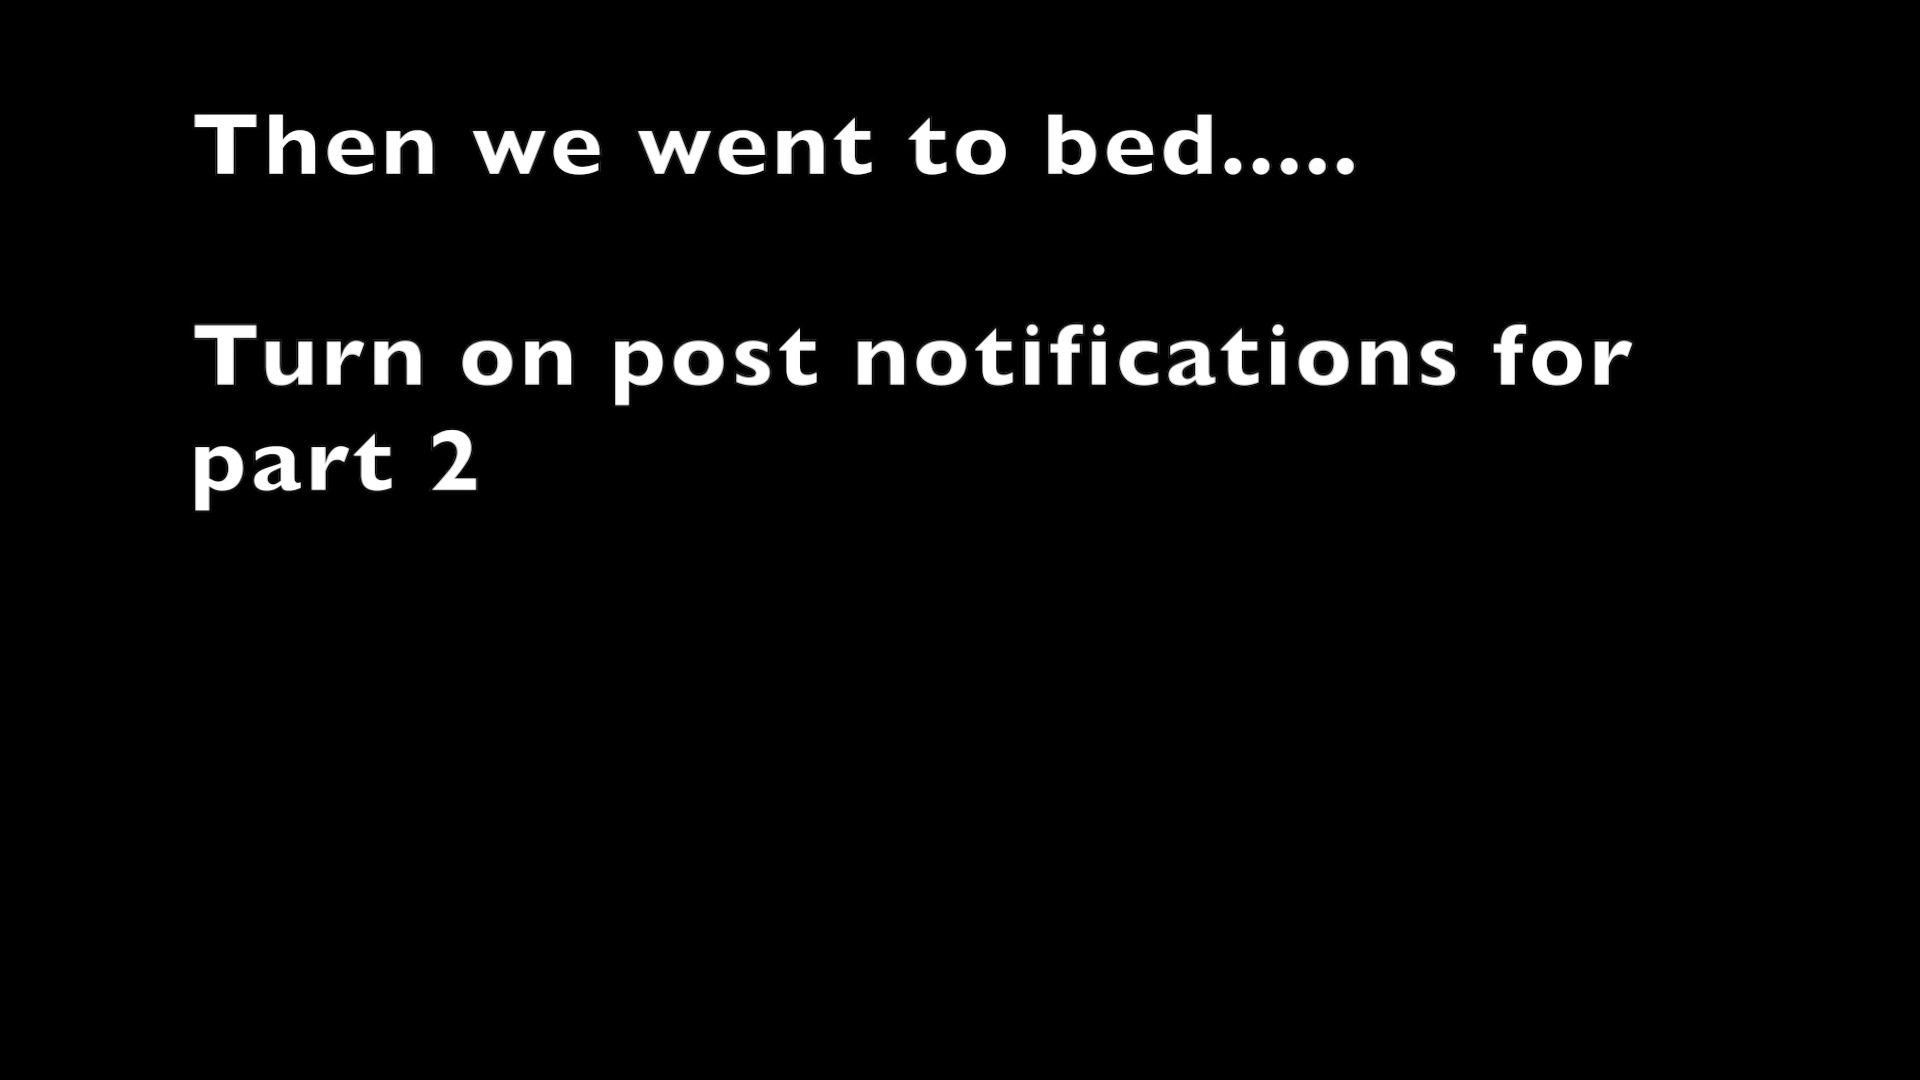 Then we went to bed.....
Turn on post notifications for
part 2